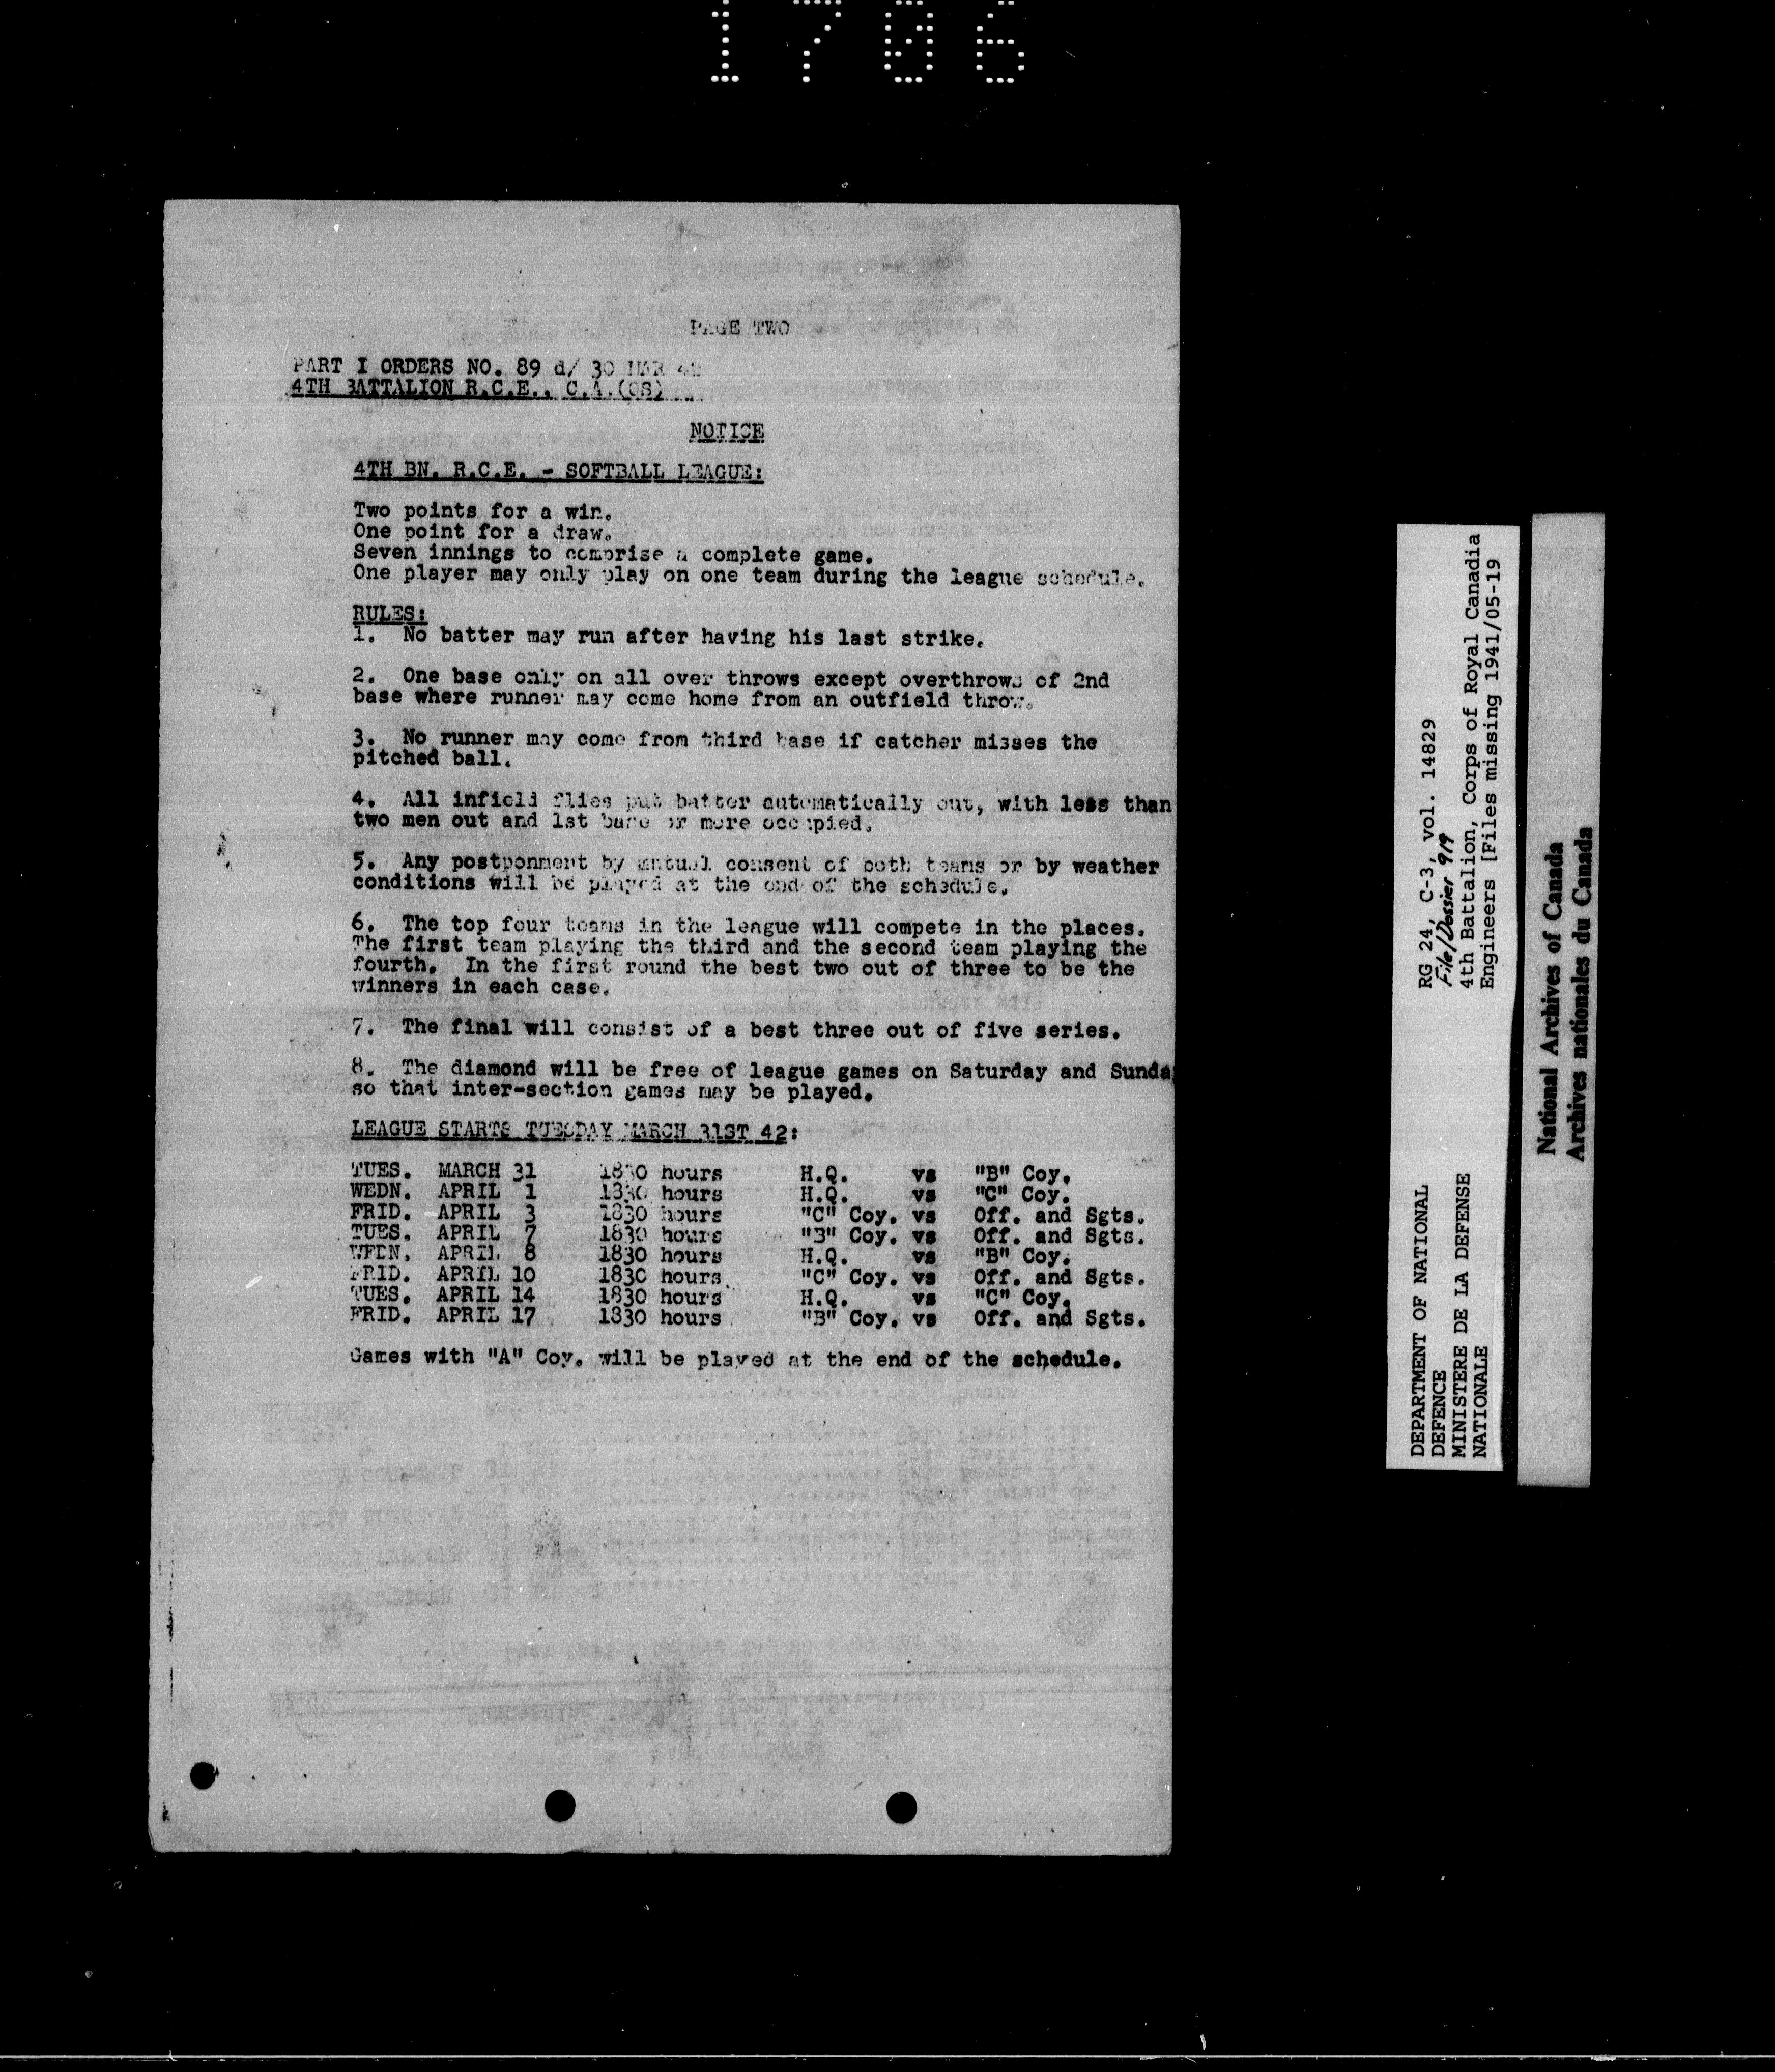 1706
PAGE TWO
PART I ORDERS NO. 89 d/ 30 MAR 42
4TH BATTALION R.C.E., C.A.(OS)
NOTICE
4TH BN. R.C.E. - SOFTBALL LEAGUE:
Two points for a win.
One point for a draw.
Seven innings to comprise a complete game.
One player may only play on one team during the league schedule.
RULES:
1. No batter may run after having his last strike.
2. One base only on all over throws except overthrows of 2nd
base where runner may come home from an outfield throw.
3. No runner may come from third base if catcher misses the
pitched ball.
4. All infield flies put batter automatically out, with less than
two men out and 1st base or more occupied.
5. Any postponment by mutual consent of both teams or by weather
conditions will be played at the end of the schedule.
6. The top four teams in the league will compete in the places.
The first team playing the third and the second team playing the
fourth. In the first round the best two out of three to be the
winners in each case.
7. The final will consist of a best three out of five series.
8. The diamond will be free of league games on Saturday and Sunda
so that inter-section games may be played.
LEAGUE STARTS TUESDAY MARCH 31ST 42:
TUES. MARCH 31 1830 hours H.Q. vs "B" Coy.
WEDN. APRIL 1 1830 hours H.Q. vs "C" Coy.
FRID. APRIL 3 1830 hours "C" Coy. vs Off. and Sgts.
TUES. APRIL 7 1830 hours "B" Coy. vs Off. and Sgts.
WEDN. APRIL 8 1830 hours H.Q. vs "B" Coy.
FRID. APRIL 10 1830 hours "C" Coy. vs Off. and Sgts.
TUES. APRIL 14 1830 hours H.Q. vs "C" Coy.
FRID. APRIL 17 1830 hours "B" Coy. vs Off. and Sgts.
Games with "A" Coy. will be played at the end of the schedule.
DEPARTMENT OF NATIONAL
DEFENCE
MINISTERE DE LA DEFENSE
NATIONALE
RG 24, C-3, vol. 14829
File/Dossier 919
4th Battalion, Corps of Royal Canadia
Engineers [Files missing 1941/05-19
National Archives of Canada
Archives nationales du Canada